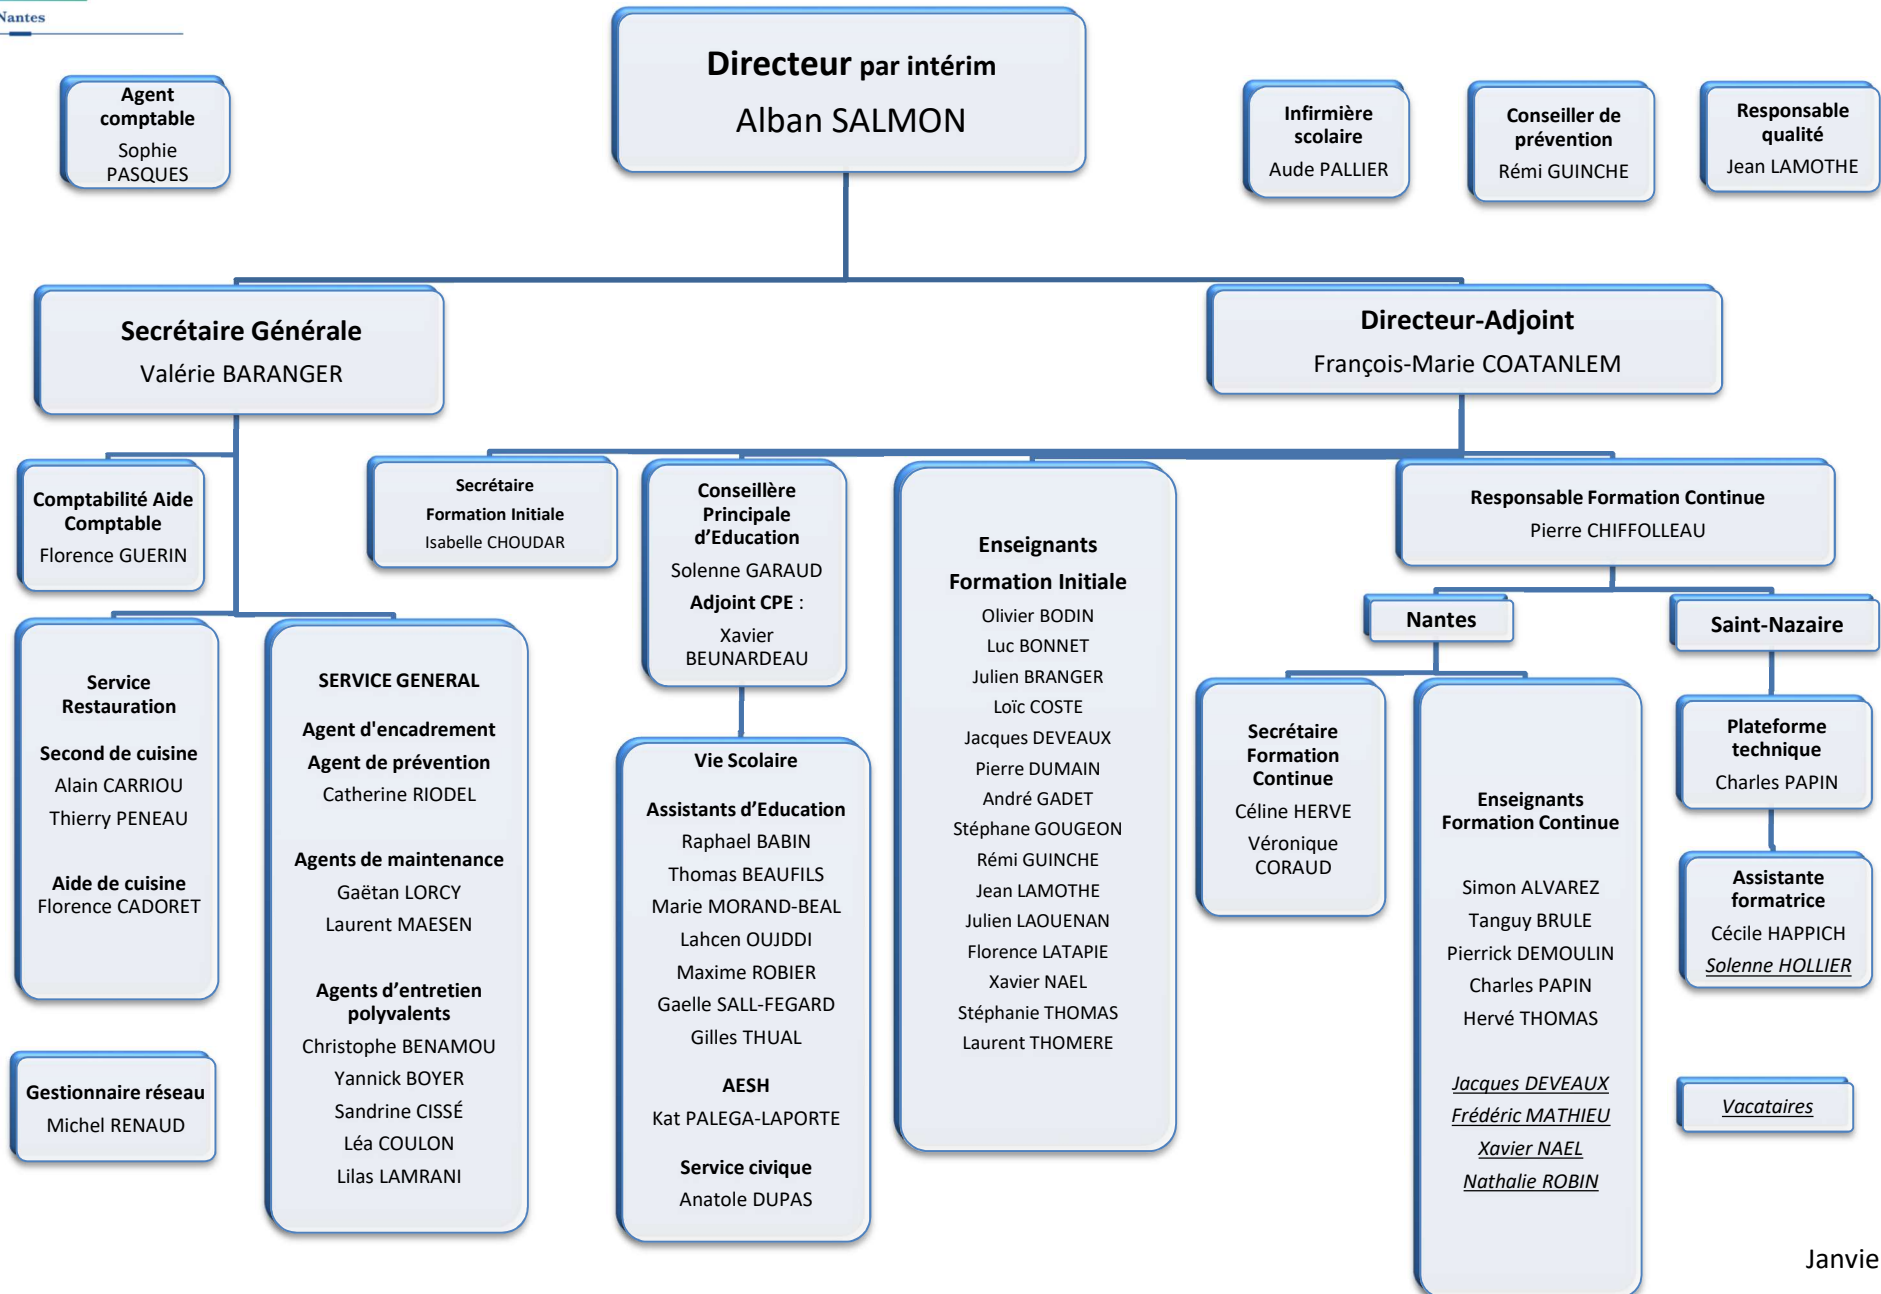 Nantes
Directeur par intérim
Alban SALMON
Agent
comptable
Sophie
PASQUES
Infirmière
scolaire
Aude PALLIER
Conseiller de
prévention
Rémi GUINCHE
Responsable
qualité
Jean LAMOTHE
Secrétaire Générale
Valérie BARANGER
Directeur-Adjoint
François-Marie COATANLEM
Comptabilité Aide
Comptable
Florence GUERIN
Secrétaire
Formation Initiale
Isabelle CHOUDAR
Conseillère
Principale
d’Education
Solenne GARAUD
Adjoint CPE :
Xavier
BEUNARDEAU
Enseignants
Formation Initiale
Olivier BODIN
Luc BONNET
Julien BRANGER
Loïc COSTE
Jacques DEVEAUX
Pierre DUMAIN
André GADET
Stéphane GOUGEON
Rémi GUINCHE
Jean LAMOTHE
Julien LAOUENAN
Florence LATAPIE
Xavier NAEL
Stéphanie THOMAS
Laurent THOMERE
Responsable Formation Continue
Pierre CHIFFOLLEAU
Nantes
Saint-Nazaire
Service
Restauration
Second de cuisine
Alain CARRIOU
Thierry PENEAU
Aide de cuisine
Florence CADORET
SERVICE GENERAL
Agent d'encadrement
Agent de prévention
Catherine RIODEL
Agents de maintenance
Gaëtan LORCY
Laurent MAESEN
Agents d’entretien
polyvalents
Christophe BENAMOU
Yannick BOYER
Sandrine CISSÉ
Léa COULON
Lilas LAMRANI
Vie Scolaire
Assistants d’Education
Raphael BABIN
Thomas BEAUFILS
Marie MORAND-BEAL
Lahcen OUJDDI
Maxime ROBIER
Gaelle SALL-FEGARD
Gilles THUAL
AESH
Kat PALEGA-LAPORTE
Service civique
Anatole DUPAS
Secrétaire
Formation
Continue
Céline HERVE
Véronique
CORAUD
Enseignants
Formation Continue
Simon ALVAREZ
Tanguy BRULE
Pierrick DEMOULIN
Charles PAPIN
Hervé THOMAS
Jacques DEVEAUX
Frédéric MATHIEU
Xavier NAEL
Nathalie ROBIN
Plateforme
technique
Charles PAPIN
Assistante
formatrice
Cécile HAPPICH
Solenne HOLLIER
Gestionnaire réseau
Michel RENAUD
Vacataires
Janvie